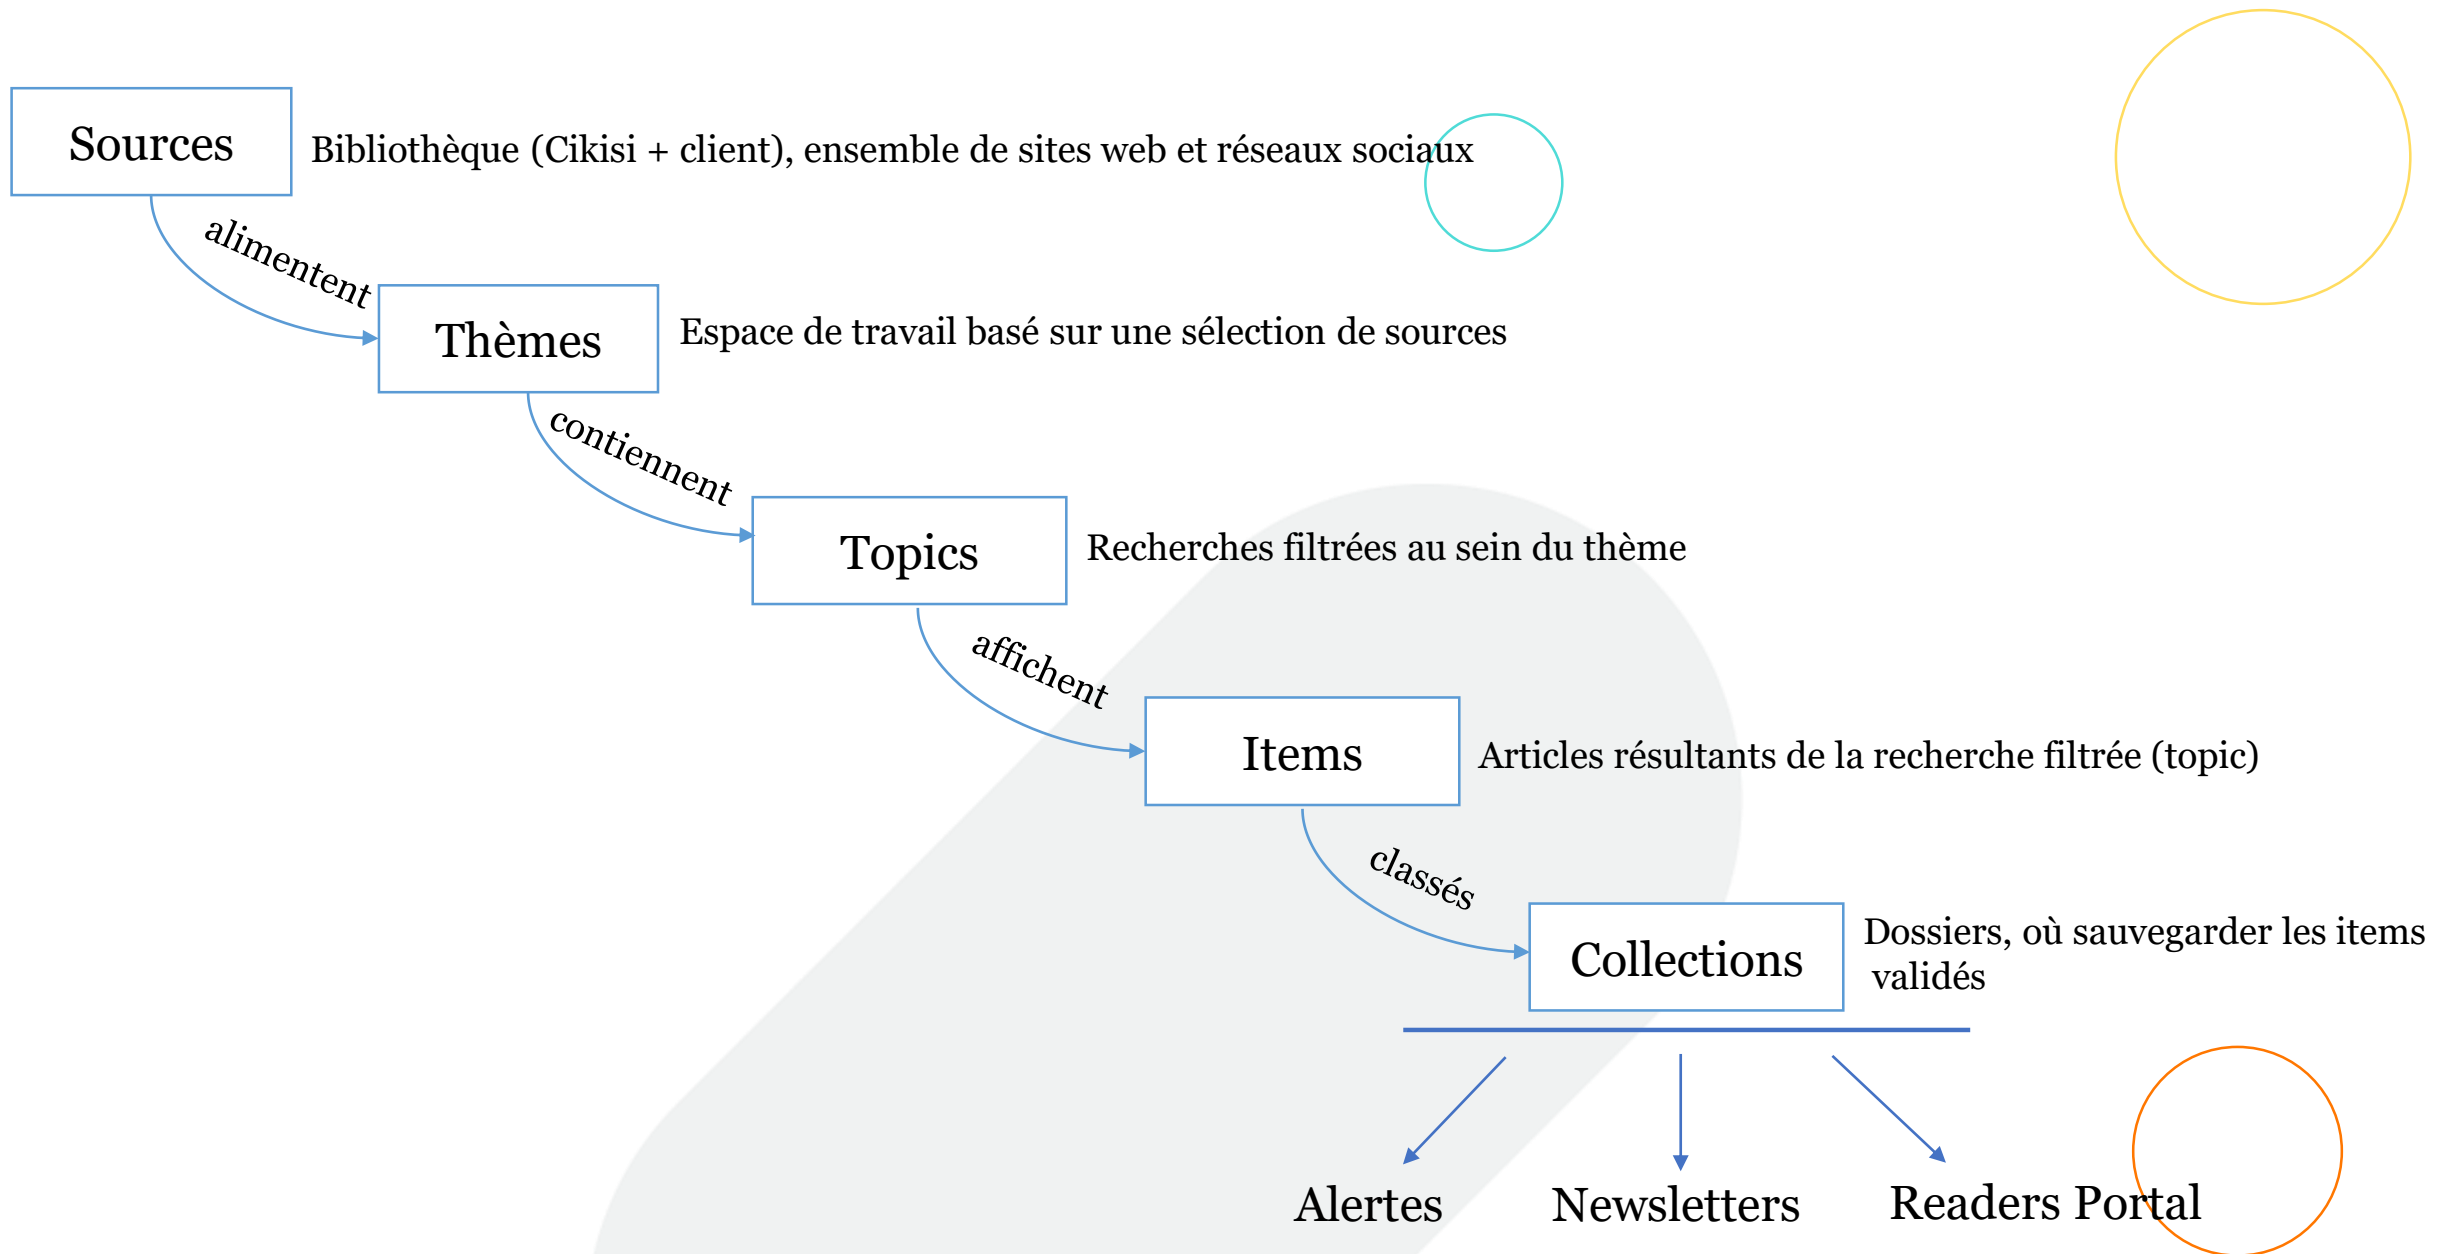 Sources
Bibliothèque (Cikisi + client), ensemble de sites web et réseaux sociaux
alimentent
Thèmes
Espace de travail basé sur une sélection de sources
contiennent
Topics
Recherches filtrées au sein du thème
affichent
Items
Articles résultants de la recherche filtrée (topic)
classés
Collections
Dossiers, où sauvegarder les items
validés
Alertes
Newsletters
Readers Portal